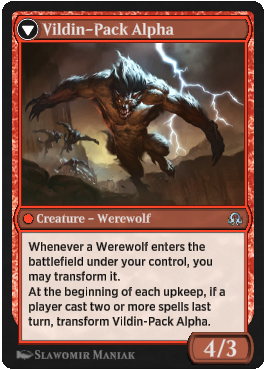 Vildin-Pack Alpha
Creature – Werewolf
Whenever a Werewolf enters the
battlefield under your control, you
may transform it.
At the beginning of each upkeep, if a
player cast two or more spells last
turn, transform Vildin-Pack Alpha.
4/3
Slawomir Maniak